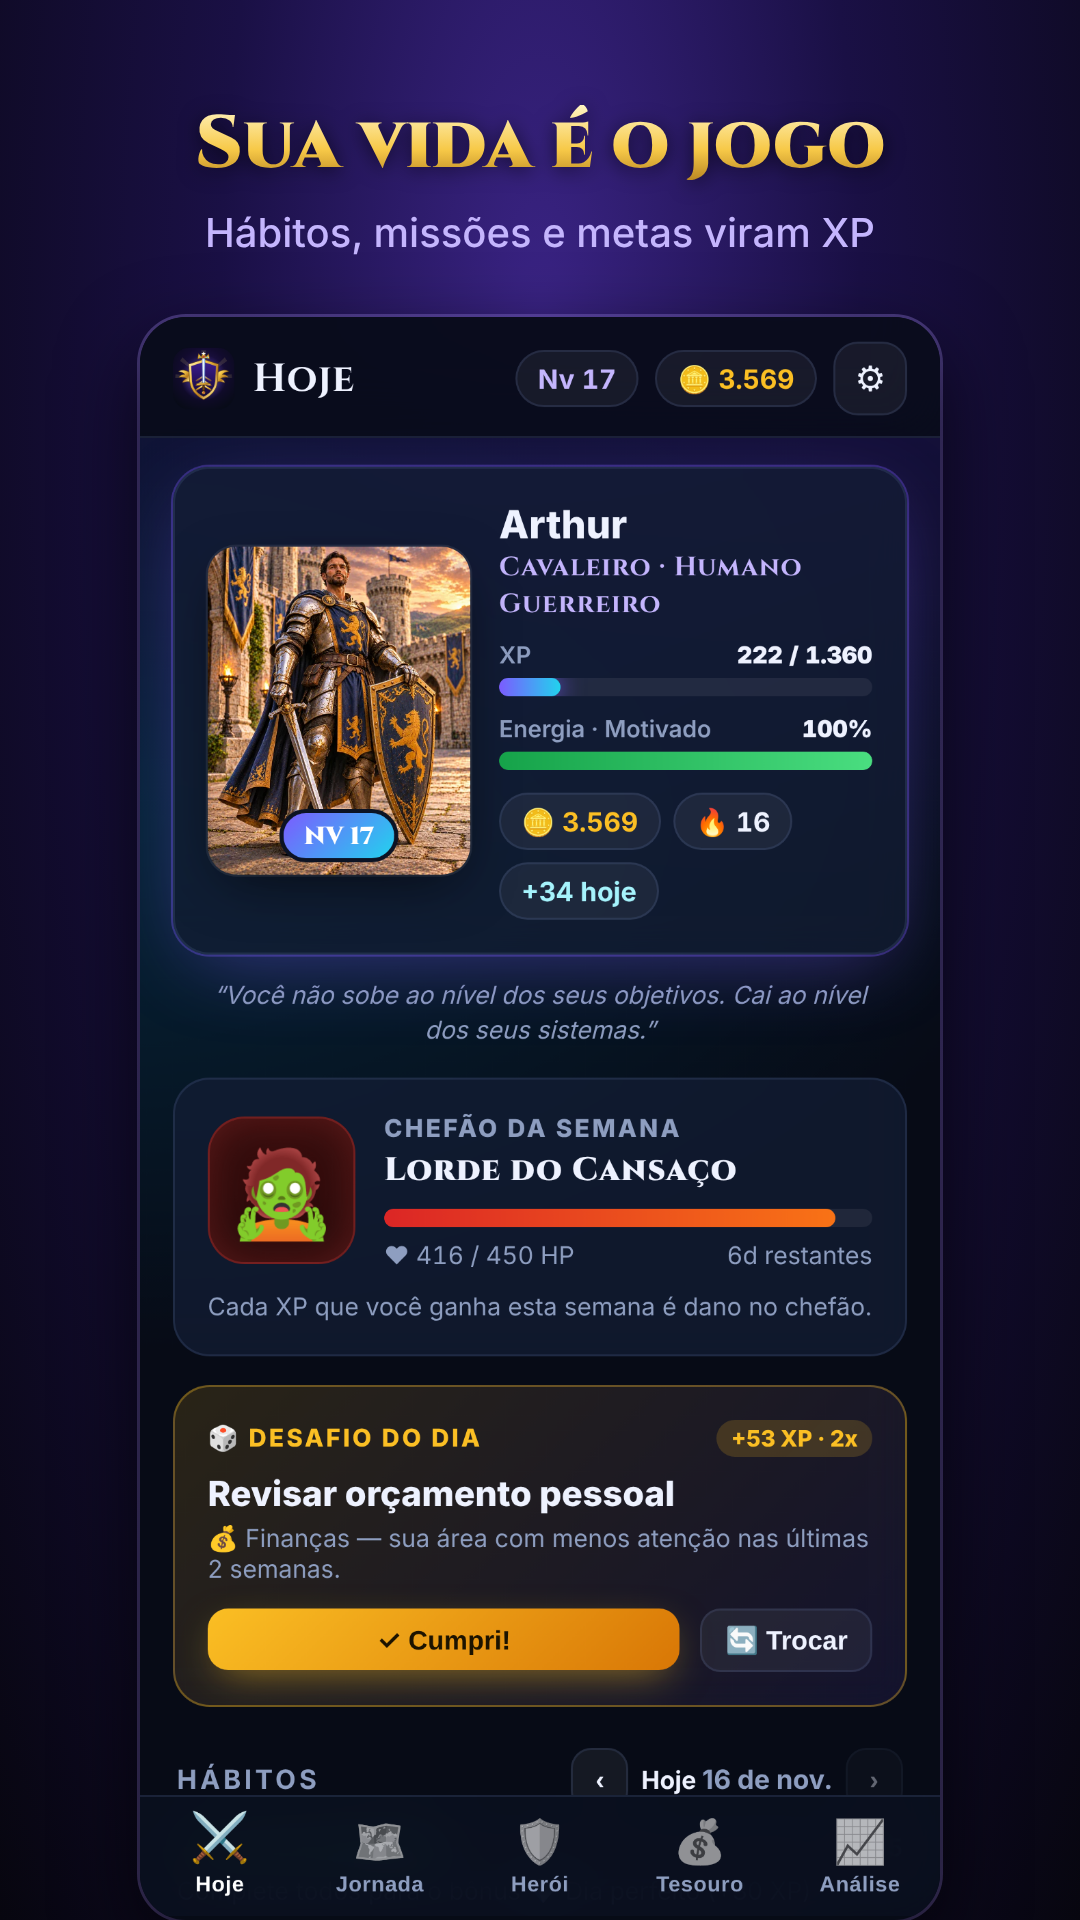 Sua vida é o jogo
Hábitos, missões e metas viram XP
Hoje
Nv 17
3.569
Arthur
Cavaleiro · Humano
Guerreiro
XP 222 / 1.360
Energia · Motivado 100%
3.569
16
+34 hoje
NV 17
“Você não sobe ao nível dos seus objetivos. Cai ao nível
dos seus sistemas.”
CHEFÃO DA SEMANA
Lorde do Cansaço
416 / 450 HP
6d restantes
Cada XP que você ganha esta semana é dano no chefão.
DESAFIO DO DIA
+53 XP · 2x
Revisar orçamento pessoal
Finanças — sua área com menos atenção nas últimas
2 semanas.
✓ Cumpri!
Trocar
HÁBITOS
‹ Hoje 16 de nov. ›
Hoje
Jornada
Herói
Tesouro
Análise